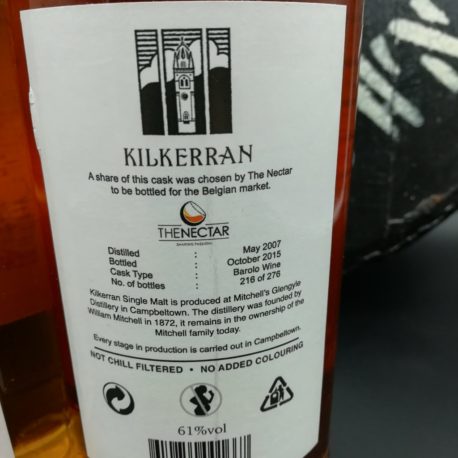 KILKERRAN
A share of this cask was chosen by The Nectar
to be bottled for the Belgian market.
THENECTAR
SHARING PASSION
Distilled : May 2007
Bottled : October 2015
Cask Type : Barolo Wine
No. of bottles : 216 of 276
Kilkerran Single Malt is produced at Mitchell's Glengyle
Distillery in Campbeltown. The distillery was founded by
William Mitchell in 1872, it remains in the ownership of the
Mitchell family today.
Every stage in production is carried out in Campbeltown.
NOT CHILL FILTERED • NO ADDED COLOURING
61%vol